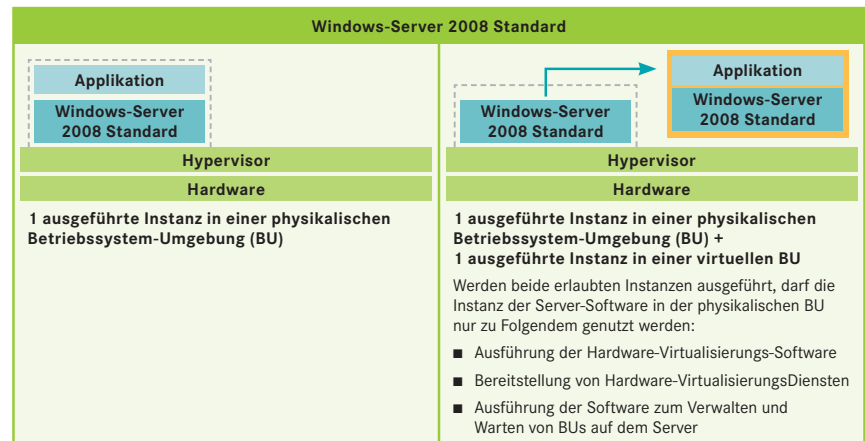 Windows-Server 2008 Standard
Applikation
Windows-Server
2008 Standard
Hypervisor
Hardware
1 ausgeführte Instanz in einer physikalischen
Betriebssystem-Umgebung (BU)
Windows-Server
2008 Standard
Applikation
Windows-Server
2008 Standard
Hypervisor
Hardware
1 ausgeführte Instanz in einer physikalischen
Betriebssystem-Umgebung (BU) +
1 ausgeführte Instanz in einer virtuellen BU
Werden beide erlaubten Instanzen ausgeführt, darf die
Instanz der Server-Software in der physikalischen BU
nur zu Folgendem genutzt werden:
■ Ausführung der Hardware-Virtualisierungs-Software
■ Bereitstellung von Hardware-VirtualisierungsDiensten
■ Ausführung der Software zum Verwalten und
Warten von BUs auf dem Server